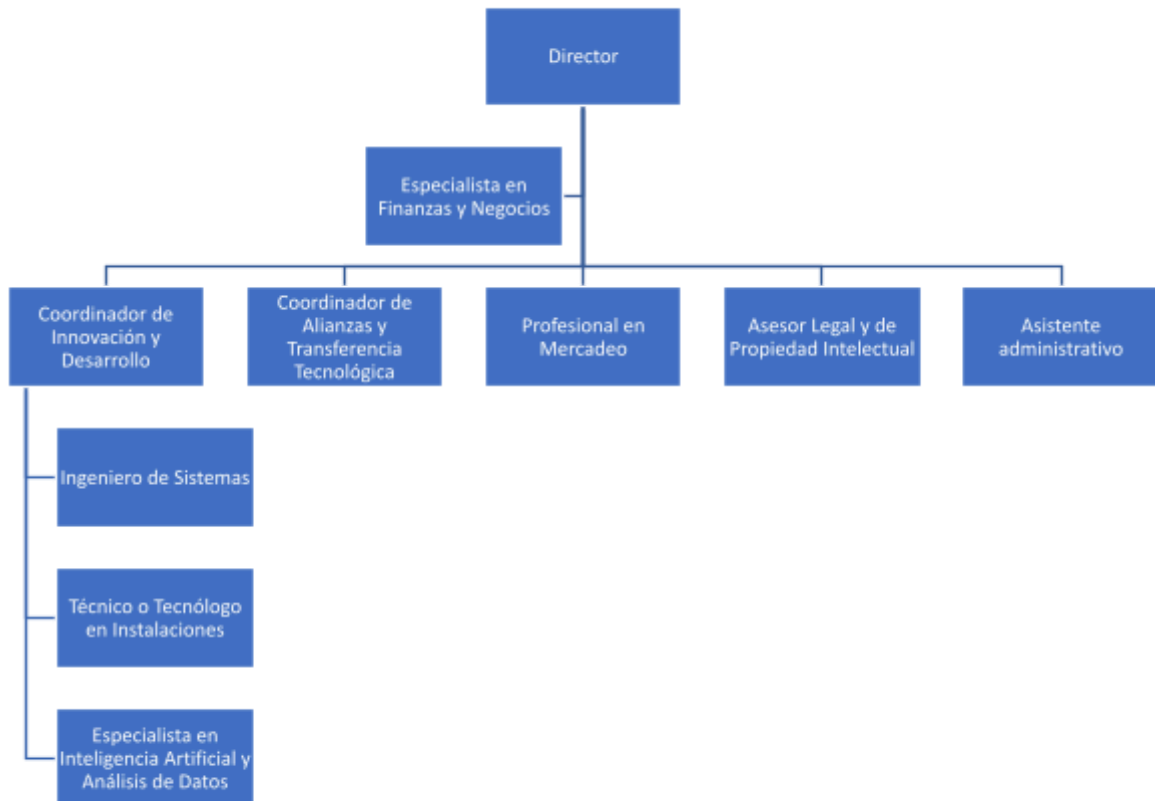 Director
Especialista en
Finanzas y Negocios
Coordinador de
Innovación y
Desarrollo
Coordinador de
Alianzas y
Transferencia
Tecnológica
Profesional en
Mercadeo
Asesor Legal y de
Propiedad Intelectual
Asistente
administrativo
Ingeniero de Sistemas
Técnico o Tecnólogo
en Instalaciones
Especialista en
Inteligencia Artificial y
Análisis de Datos